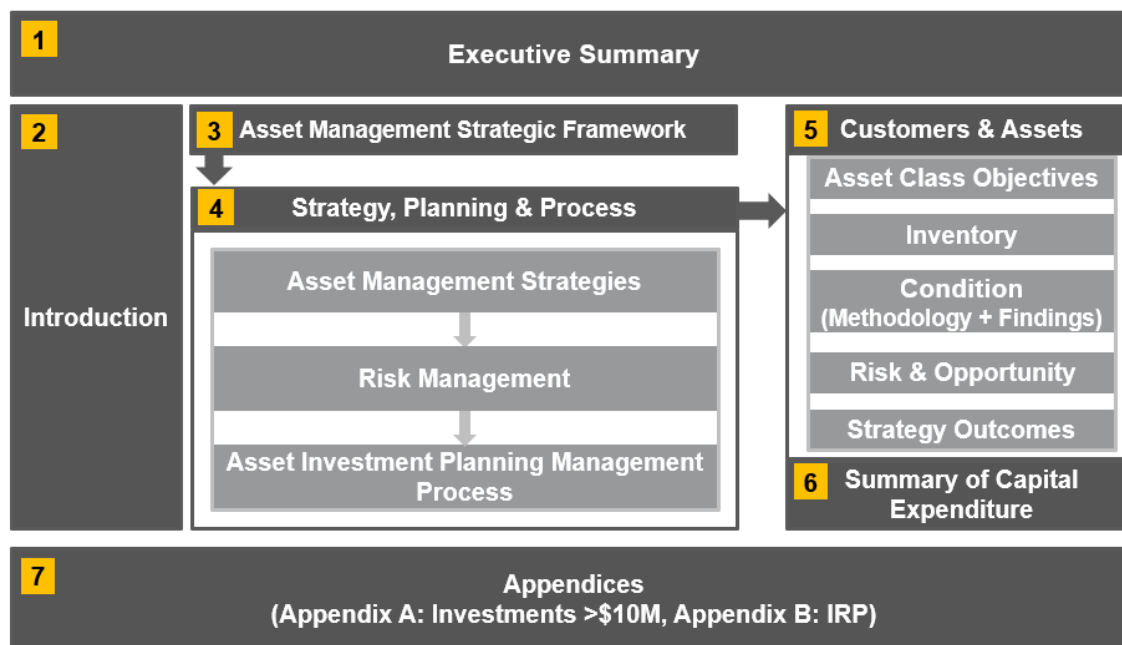 1
Executive Summary
2
Introduction
3
Asset Management Strategic Framework
4
Strategy, Planning & Process
Asset Management Strategies
Risk Management
Asset Investment Planning Management
Process
5
Customers & Assets
Asset Class Objectives
Inventory
Condition
(Methodology + Findings)
Risk & Opportunity
Strategy Outcomes
6
Summary of Capital
Expenditure
7
Appendices
(Appendix A: Investments >$10M, Appendix B: IRP)